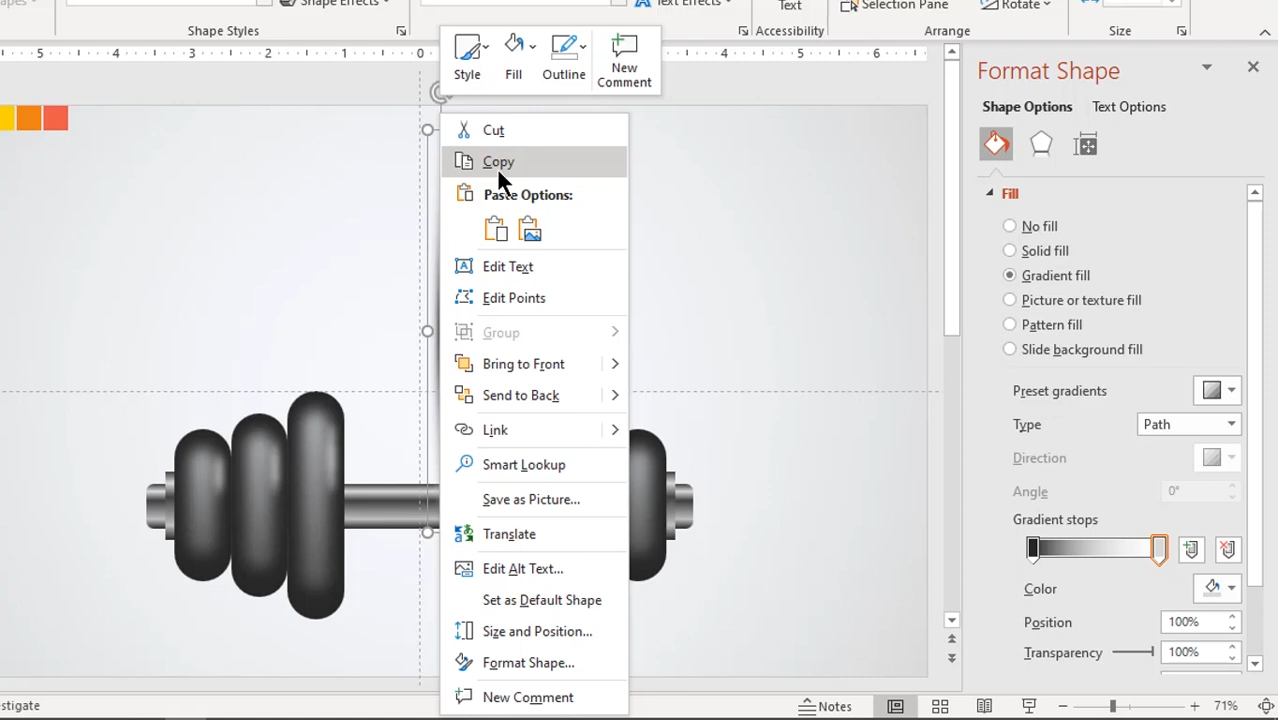 Shape Effects
Text Effects
Text
Selection Pane
Rotate
Shape Styles
Accessibility
Arrange
Size
5 4 3 2 1 0 4 5 6
Style
Fill
Outline
New
Comment
Cut
Copy
Paste Options:
Edit Text
Edit Points
Group
Bring to Front
Send to Back
Link
Smart Lookup
Save as Picture...
Translate
Edit Alt Text...
Set as Default Shape
Size and Position...
Format Shape...
New Comment
Format Shape
Shape Options
Text Options
Fill
No fill
Solid fill
Gradient fill
Picture or texture fill
Pattern fill
Slide background fill
Preset gradients
Type
Path
Direction
Angle
0°
Gradient stops
Color
Position
100%
Transparency
100%
Notes
71%